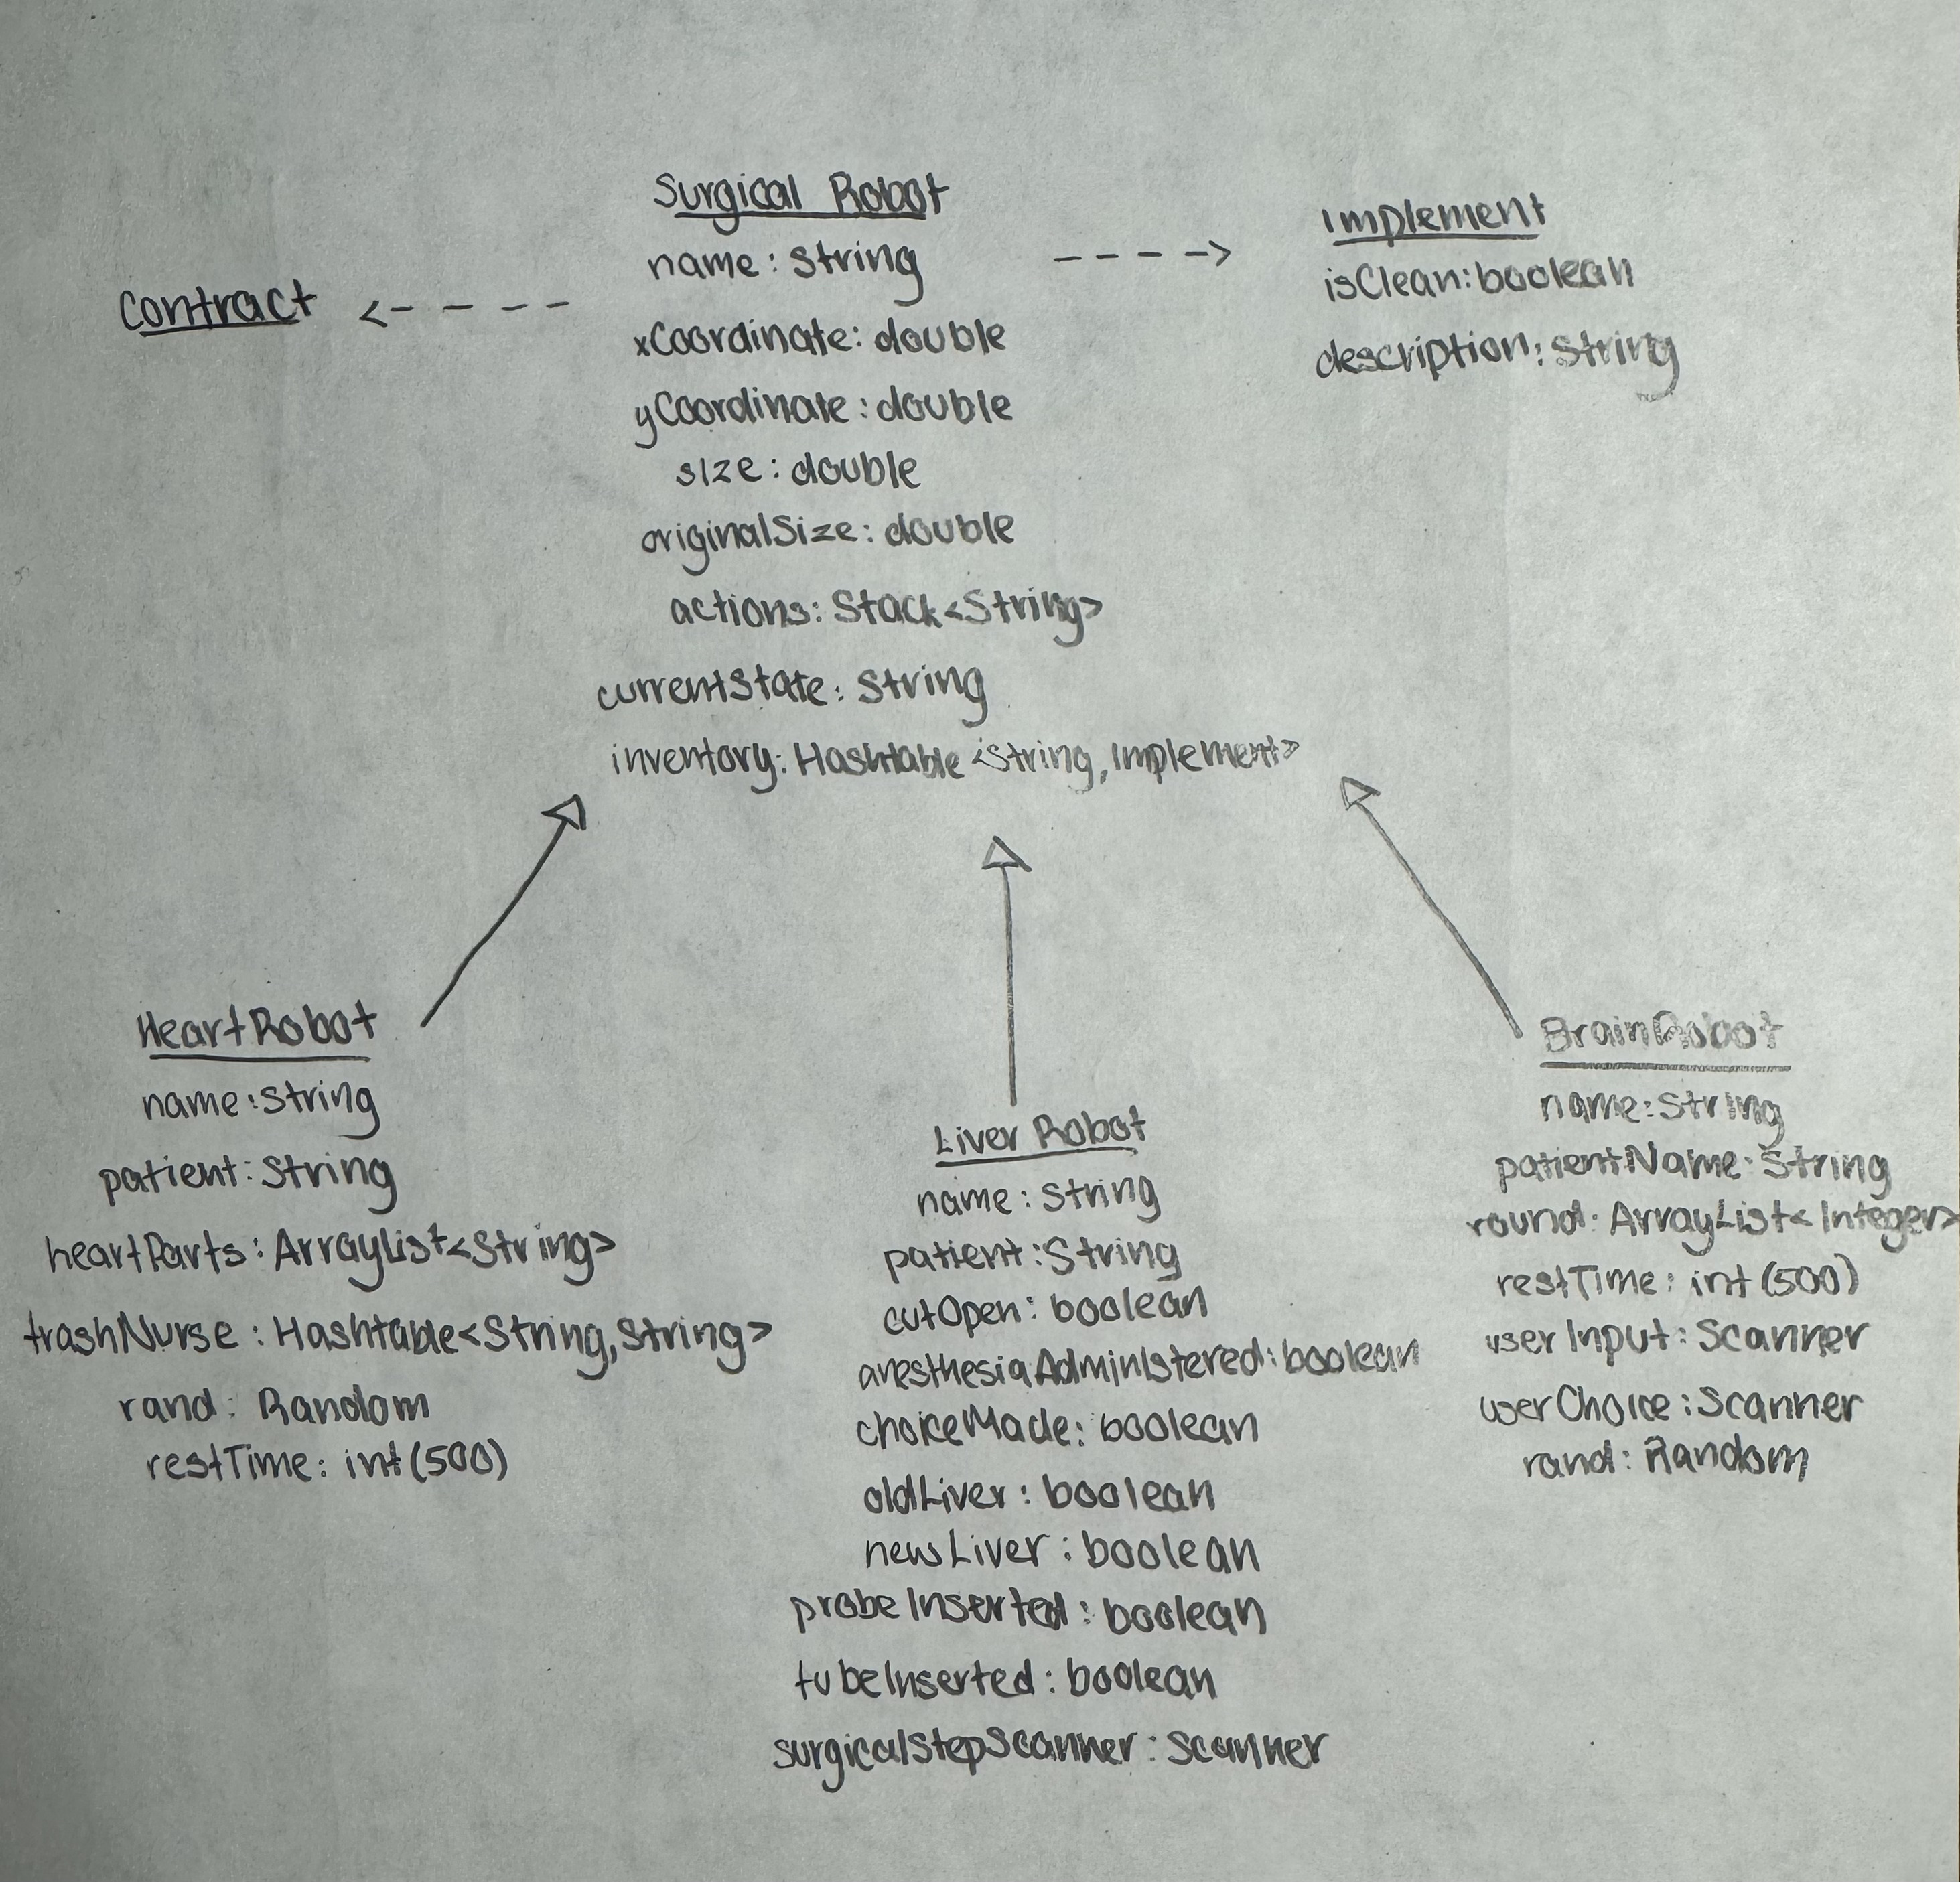 Surgical Robot
name: String
xCoordinate: double
yCoordinate: double
size: double
originalSize: double
actions: Stack<String>
currentState: String
inventory: Hashtable <String, Implement>
Contract
Implement
isClean: boolean
description: String
HeartRobot
name: String
patient: String
heartParts: ArrayList<String>
trashNurse: Hashtable<String, String>
rand: Random
restTime: int (500)
Liver Robot
name: String
patient: String
cutOpen: boolean
anesthesiaAdministered: boolean
choiceMade: boolean
oldLiver: boolean
newLiver: boolean
probeInserted: boolean
tubeInserted: boolean
surgicalStepScanner: Scanner
BrainRobot
name: String
patientName: String
round: ArrayList<Integer>
restTime: int (500)
userInput: Scanner
userChoice: Scanner
rand: Random